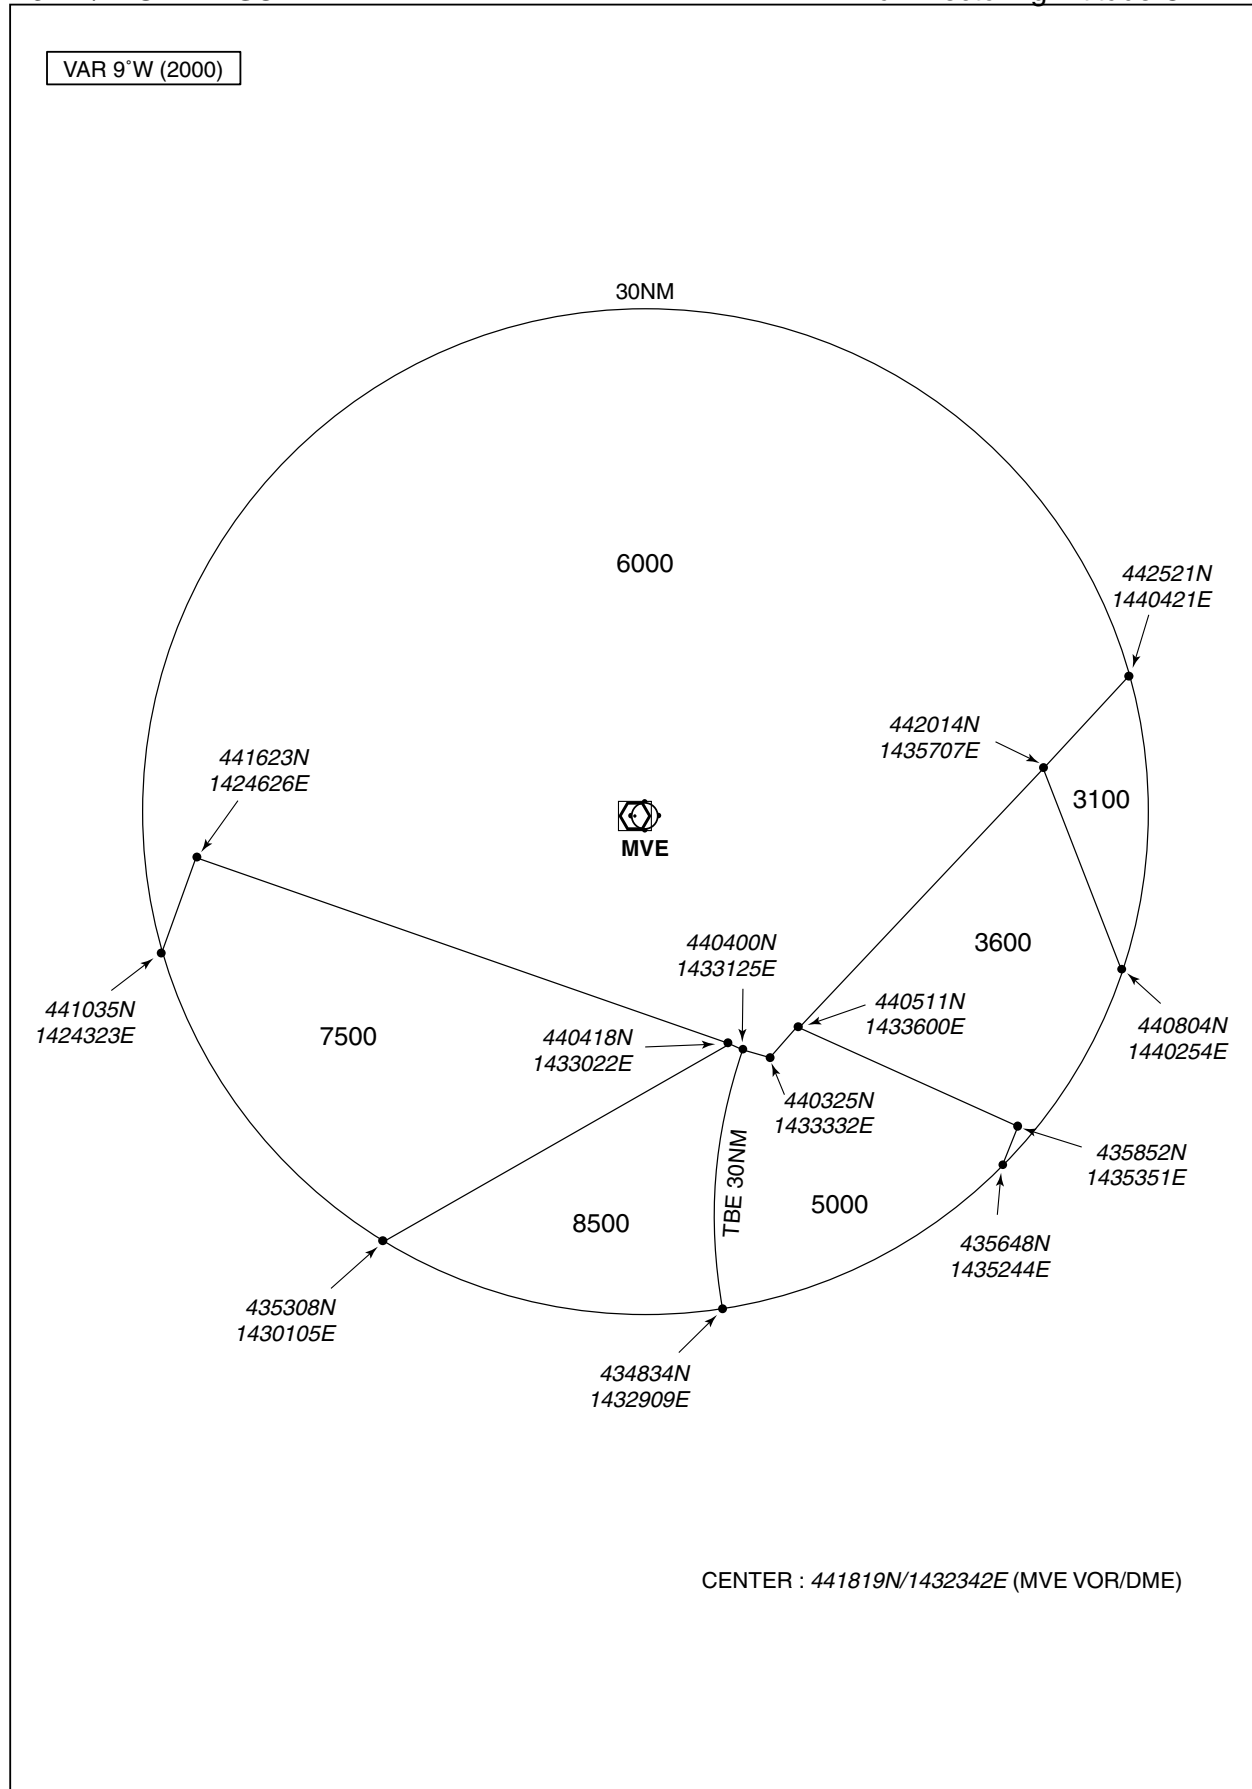 VAR 9˚W (2000)
30NM
6000
442521N
1440421E
442014N
1435707E
441623N
1424626E
3100
MVE
3600
440400N
1433125E
440511N
1433600E
441035N
1424323E
7500
440418N
1433022E
440804N
1440254E
440325N
1433332E
TBE 30NM
435852N
1435351E
5000
8500
435648N
1435244E
435308N
1430105E
434834N
1432909E
CENTER : 441819N/1432342E (MVE VOR/DME)